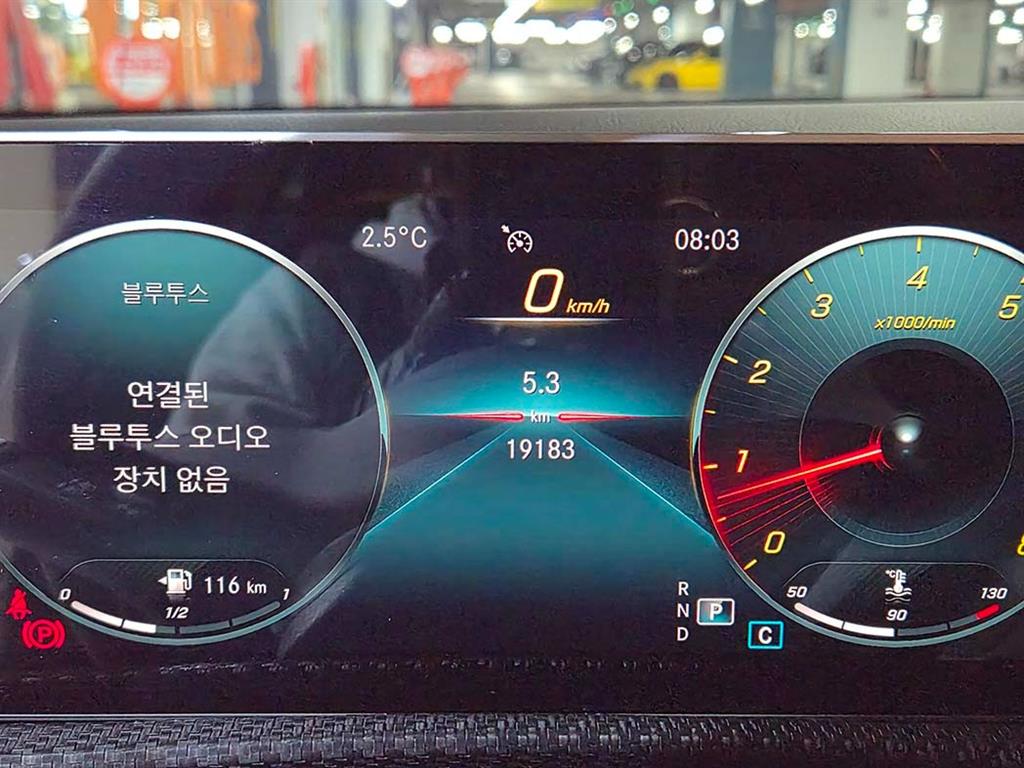 2.5°C
08:03
0 km/h
블루투스
연결된
블루투스 오디오
장치 없음
5.3
km
19183
0 1/2 1
116 km
R
N P
D
C
0 1 2 3 4 5
x1000/min
°C
50 90 130
P